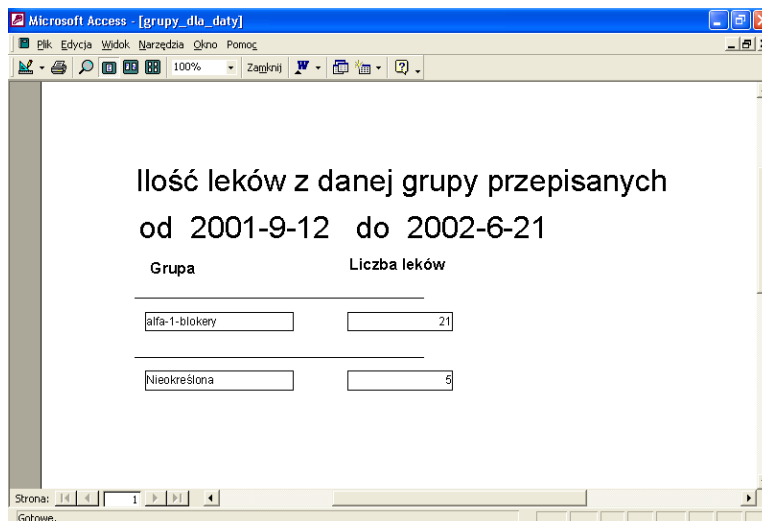 Microsoft Access - [grupy_dla_daty]
Plik Edycja Widok Narzędzia Okno Pomoc
100% Zamknij W
Ilość leków z danej grupy przepisanych
od 2001-9-12 do 2002-6-21
Grupa Liczba leków
alfa-1-blokery 21
Nieokreślona 5
Strona: 1
Gotowe.